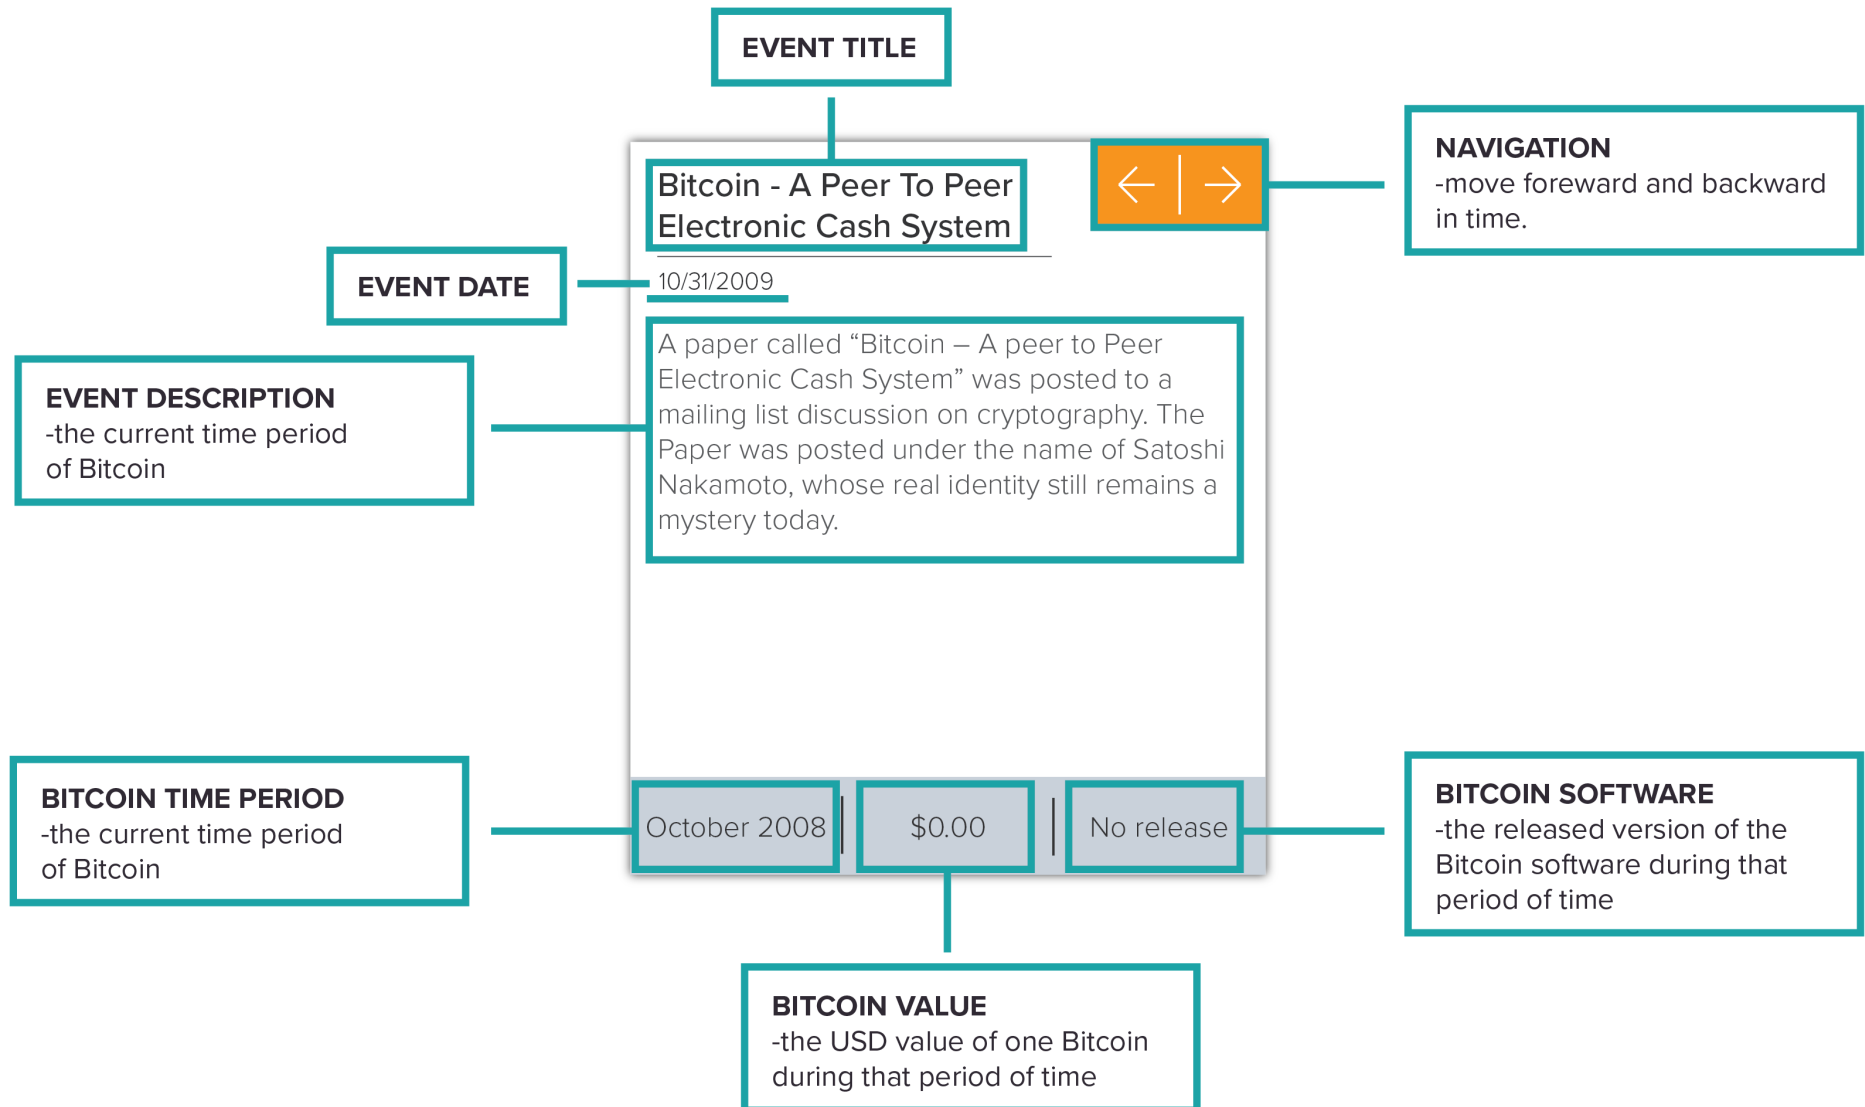 EVENT TITLE
NAVIGATION
-move foreward and backward
in time.
Bitcoin - A Peer To Peer
Electronic Cash System
EVENT DATE
10/31/2009
EVENT DESCRIPTION
-the current time period
of Bitcoin
A paper called “Bitcoin – A peer to Peer
Electronic Cash System” was posted to a
mailing list discussion on cryptography. The
Paper was posted under the name of Satoshi
Nakamoto, whose real identity still remains a
mystery today.
BITCOIN TIME PERIOD
-the current time period
of Bitcoin
October 2008
$0.00
No release
BITCOIN SOFTWARE
-the released version of the
Bitcoin software during that
period of time
BITCOIN VALUE
-the USD value of one Bitcoin
during that period of time